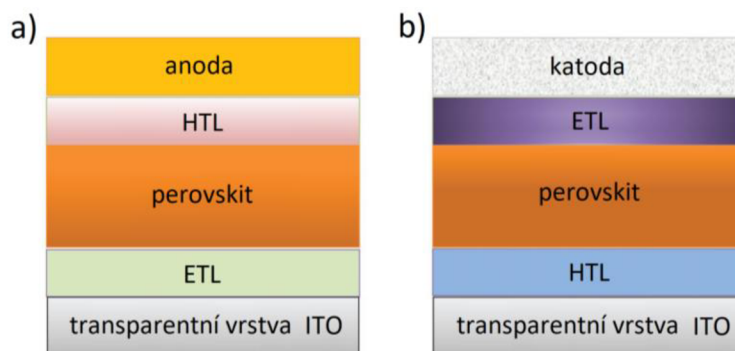 a)
anoda
HTL
perovskit
ETL
transparentní vrstva ITO
b)
katoda
ETL
perovskit
HTL
transparentní vrstva ITO